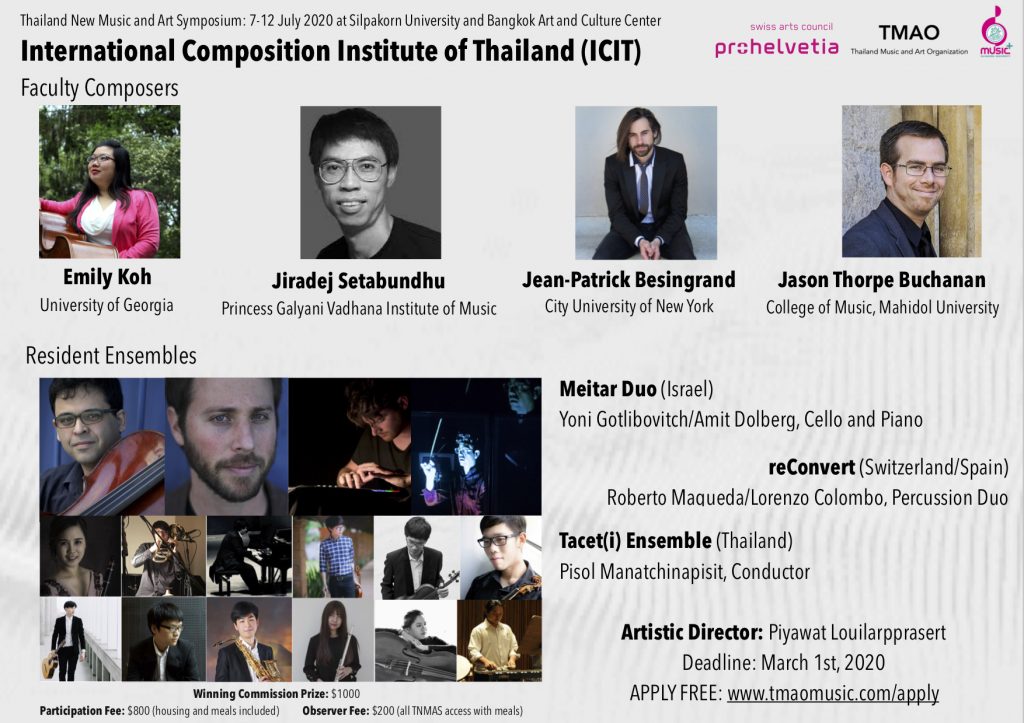 Thailand New Music and Art Symposium: 7-12 July 2020 at Silpakorn University and Bangkok Art and Culture Center
International Composition Institute of Thailand (ICIT)
swiss arts council
prohelvetia
TMAO
Thailand Music and Art Organization
MUSIC+
Faculty Composers
Emily Koh
University of Georgia
Jiradej Setabundhu
Princess Galyani Vadhana Institute of Music
Jean-Patrick Besingrand
City University of New York
Jason Thorpe Buchanan
College of Music, Mahidol University
Resident Ensembles
Meitar Duo (Israel)
Yoni Gotlibovitch/Amit Dolberg, Cello and Piano
reConvert (Switzerland/Spain)
Roberto Maqueda/Lorenzo Colombo, Percussion Duo
Tacet(i) Ensemble (Thailand)
Pisol Manatchinapisit, Conductor
Artistic Director: Piyawat Louilarpprasert
Deadline: March 1st, 2020
APPLY FREE: www.tmaomusic.com/apply
Winning Commission Prize: $1000
Participation Fee: $800 (housing and meals included) Observer Fee: $200 (all TNMAS access with meals)